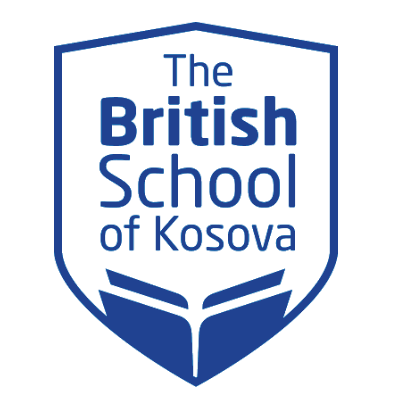 The
British
School
of Kosova